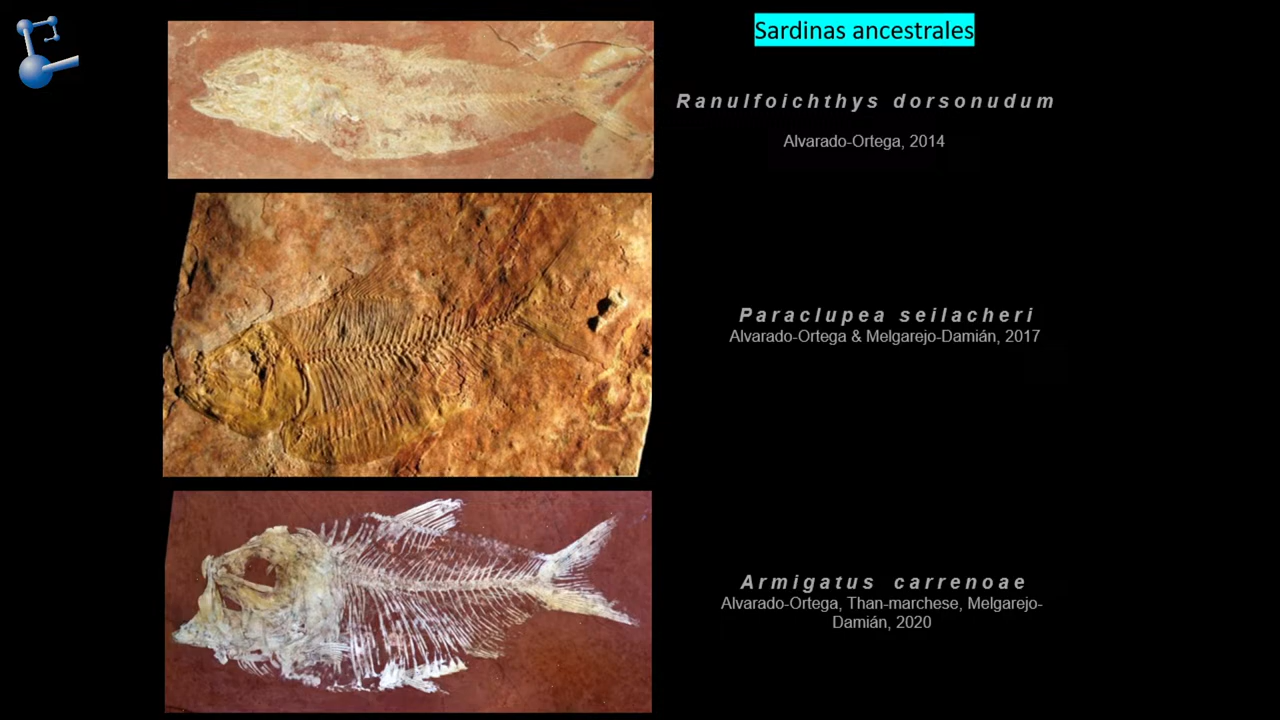 Sardinas ancestrales
Ranulfoichthys dorsonudum
Alvarado-Ortega, 2014
Paraclupea seilacheri
Alvarado-Ortega & Melgarejo-Damián, 2017
Armigatus carrenoae
Alvarado-Ortega, Than-marchese, Melgarejo-
Damián, 2020